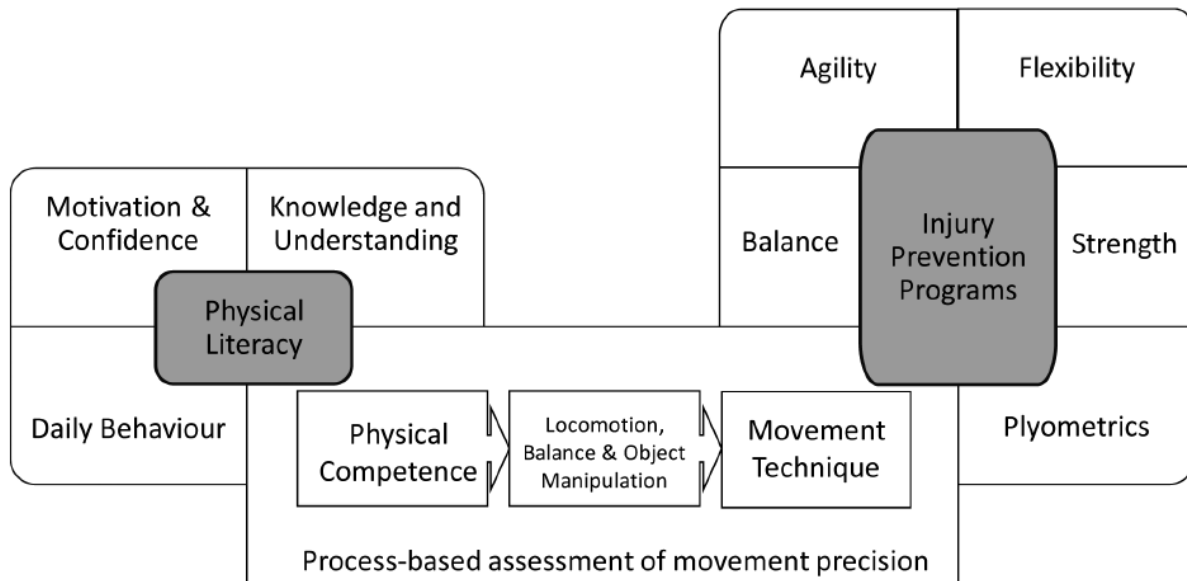 Agility
Flexibility
Motivation &
Confidence
Knowledge and
Understanding
Balance
Injury
Prevention
Programs
Strength
Physical
Literacy
Daily Behaviour
Physical
Competence
Locomotion,
Balance & Object
Manipulation
Movement
Technique
Plyometrics
Process-based assessment of movement precision